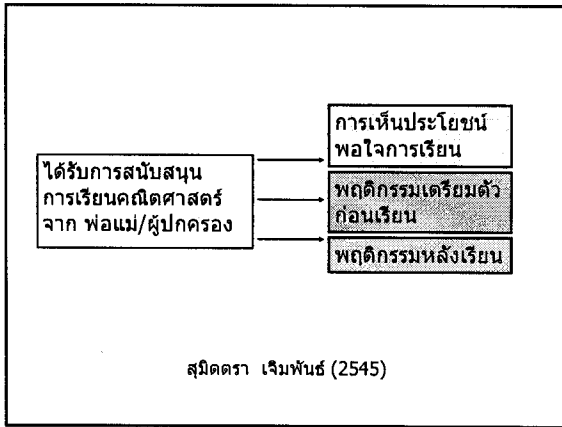 การเห็นประโยชน์
พอใจการเรียน
ได้รับการสนับสนุน
การเรียนคณิตศาสตร์
จาก พ่อแม่/ผู้ปกครอง
พฤติกรรมเตรียมตัว
ก่อนเรียน
พฤติกรรมหลังเรียน
สุมิตตรา เจิมพันธ์ (2545)